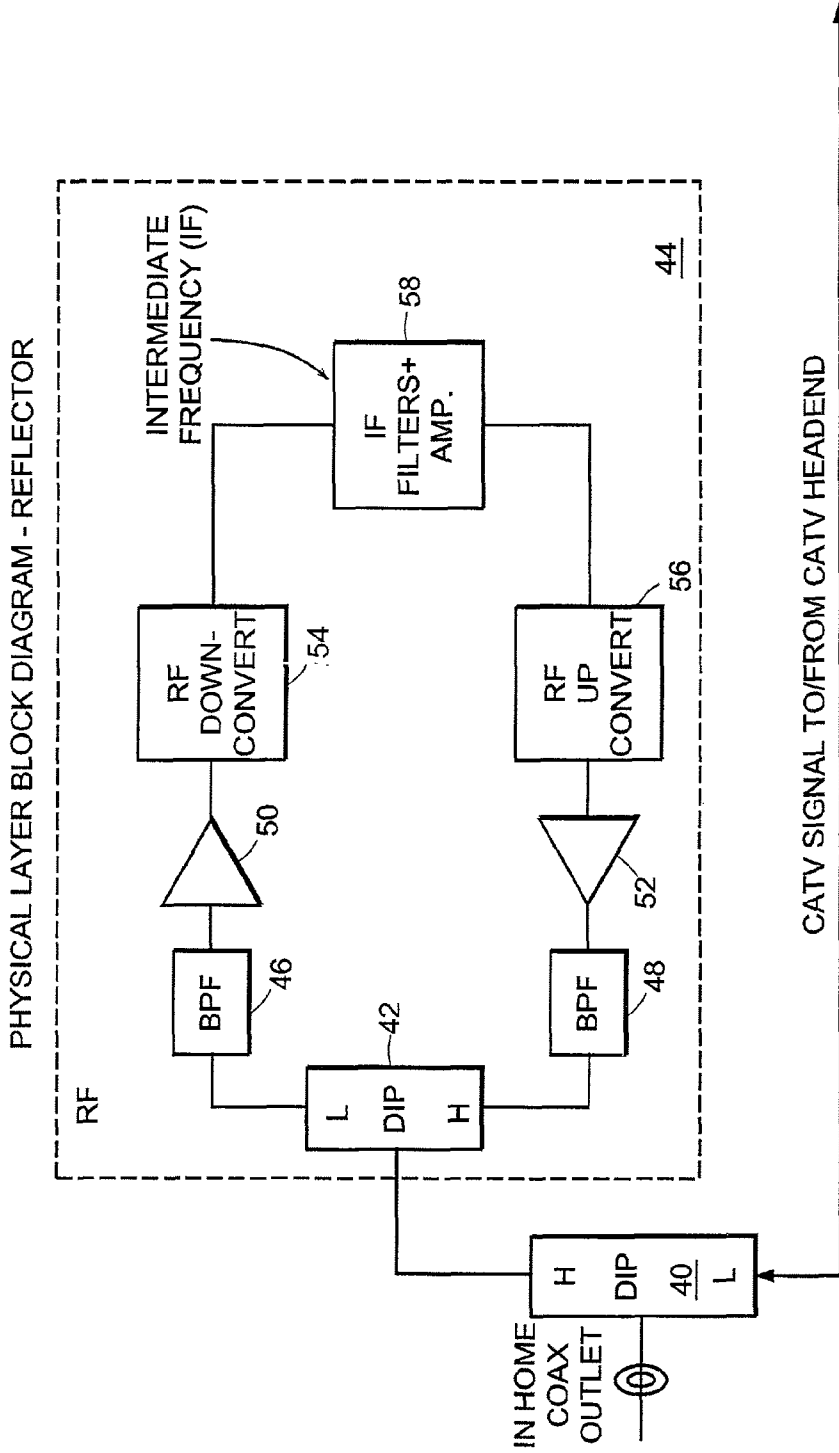 PHYSICAL LAYER BLOCK DIAGRAM - REFLECTOR
RF
INTERMEDIATE
FREQUENCY (IF)
BPF
46
50
RF
DOWN-
CONVERT
54
L
DIP
H
42
IF
FILTERS+
AMP.
58
BPF
48
52
RF
UP
CONVERT
56
44
IN HOME
COAX
OUTLET
H
DIP
40
L
CATV SIGNAL TO/FROM CATV HEADEND